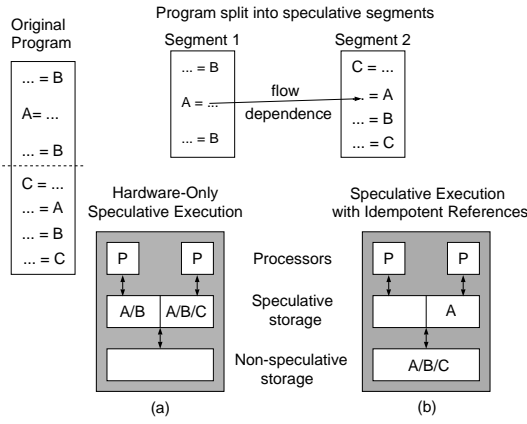 Original
Program
... = B
A= ...
... = B
C = ...
... = A
... = B
... = C
Program split into speculative segments
Segment 1
... = B
A = ...
... = B
flow
dependence
Segment 2
C = ...
... = A
... = B
... = C
Hardware-Only
Speculative Execution
P
P
A/B
A/B/C
(a)
Processors
Speculative
storage
Non-speculative
storage
Speculative Execution
with Idempotent References
P
P
A
A/B/C
(b)